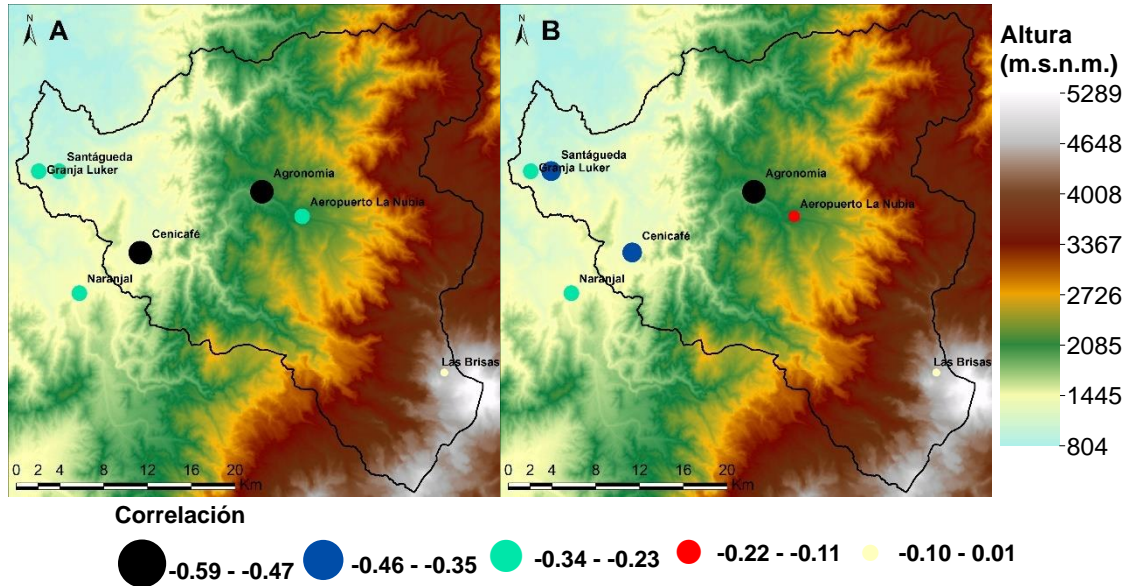 N
A
Santágueda
Granja Luker
Agronomia
Aeropuerto La Nubia
Cenicafé
Naranjal
Las Brisas
0 2 4 8 12 16 20
Km
N
B
Santágueda
Granja Luker
Agronomia
Aeropuerto La Nubia
Cenicafé
Naranjal
Las Brisas
0 2 4 8 12 16 20
Km
Altura
(m.s.n.m.)
5289
4648
4008
3367
2726
2085
1445
804
Correlación
-0.59 - -0.47
-0.46 - -0.35
-0.34 - -0.23
-0.22 - -0.11
-0.10 - 0.01